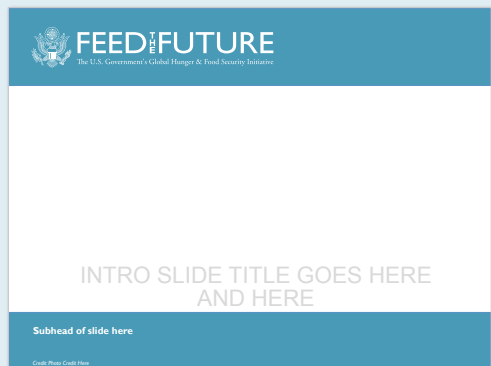 FEED THE FUTURE
The U.S. Government's Global Hunger & Food Security Initiative
INTRO SLIDE TITLE GOES HERE
AND HERE
Subhead of slide here
Credit Photo Credit Here